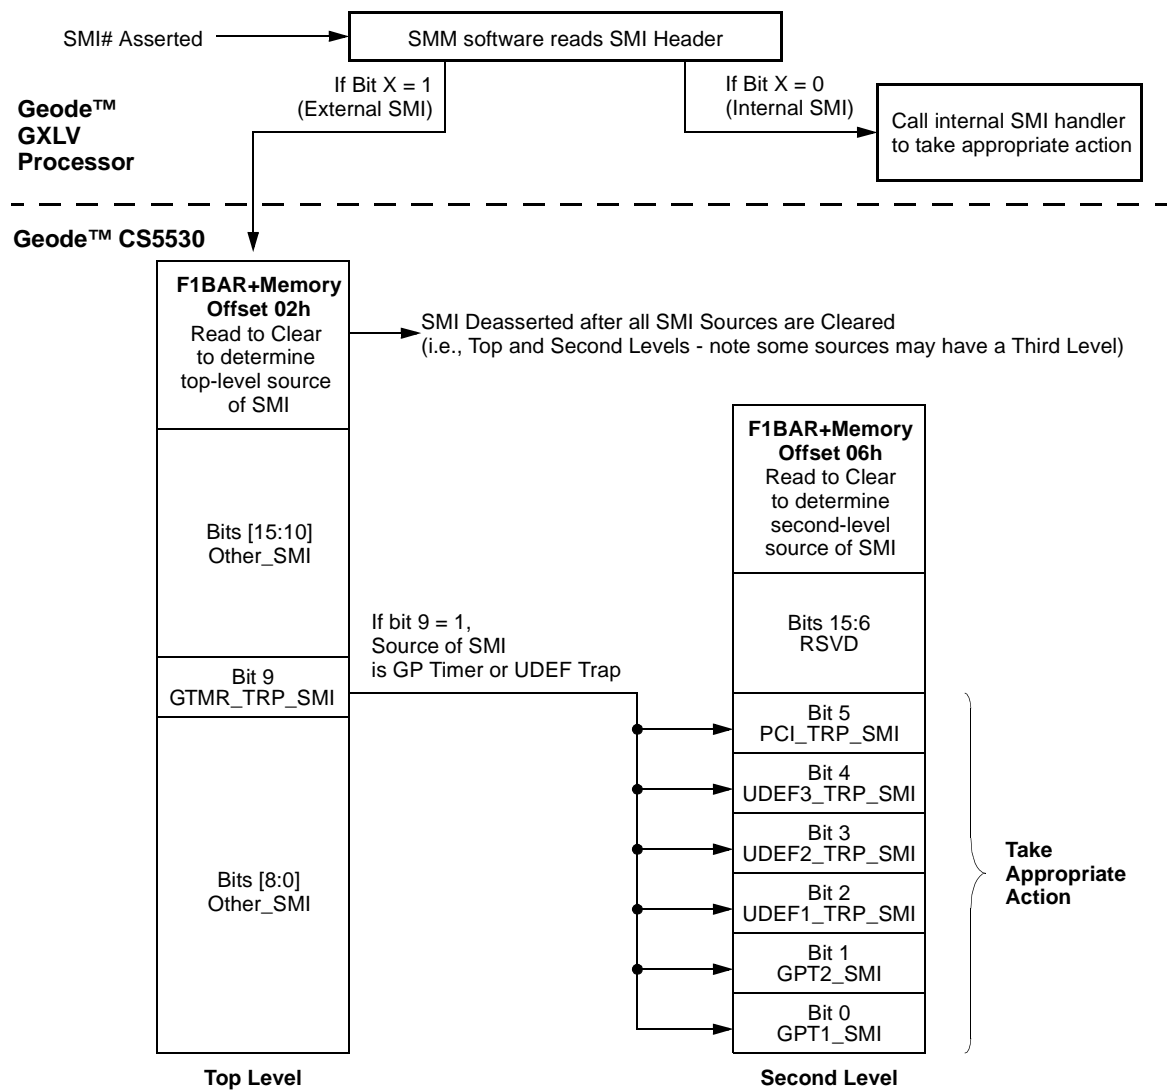 SMI# Asserted
SMM software reads SMI Header
If Bit X = 1
(External SMI)
If Bit X = 0
(Internal SMI)
Geode™
GXLV
Processor
Call internal SMI handler
to take appropriate action
Geode™ CS5530
F1BAR+Memory
Offset 02h
Read to Clear
to determine
top-level source
of SMI
SMI Deasserted after all SMI Sources are Cleared
(i.e., Top and Second Levels - note some sources may have a Third Level)
Bits [15:10]
Other_SMI
If bit 9 = 1,
Source of SMI
is GP Timer or UDEF Trap
Bit 9
GTMR_TRP_SMI
Bits [8:0]
Other_SMI
Top Level
F1BAR+Memory
Offset 06h
Read to Clear
to determine
second-level
source of SMI
Bits 15:6
RSVD
Bit 5
PCI_TRP_SMI
Bit 4
UDEF3_TRP_SMI
Bit 3
UDEF2_TRP_SMI
Bit 2
UDEF1_TRP_SMI
Bit 1
GPT2_SMI
Bit 0
GPT1_SMI
Second Level
Take
Appropriate
Action